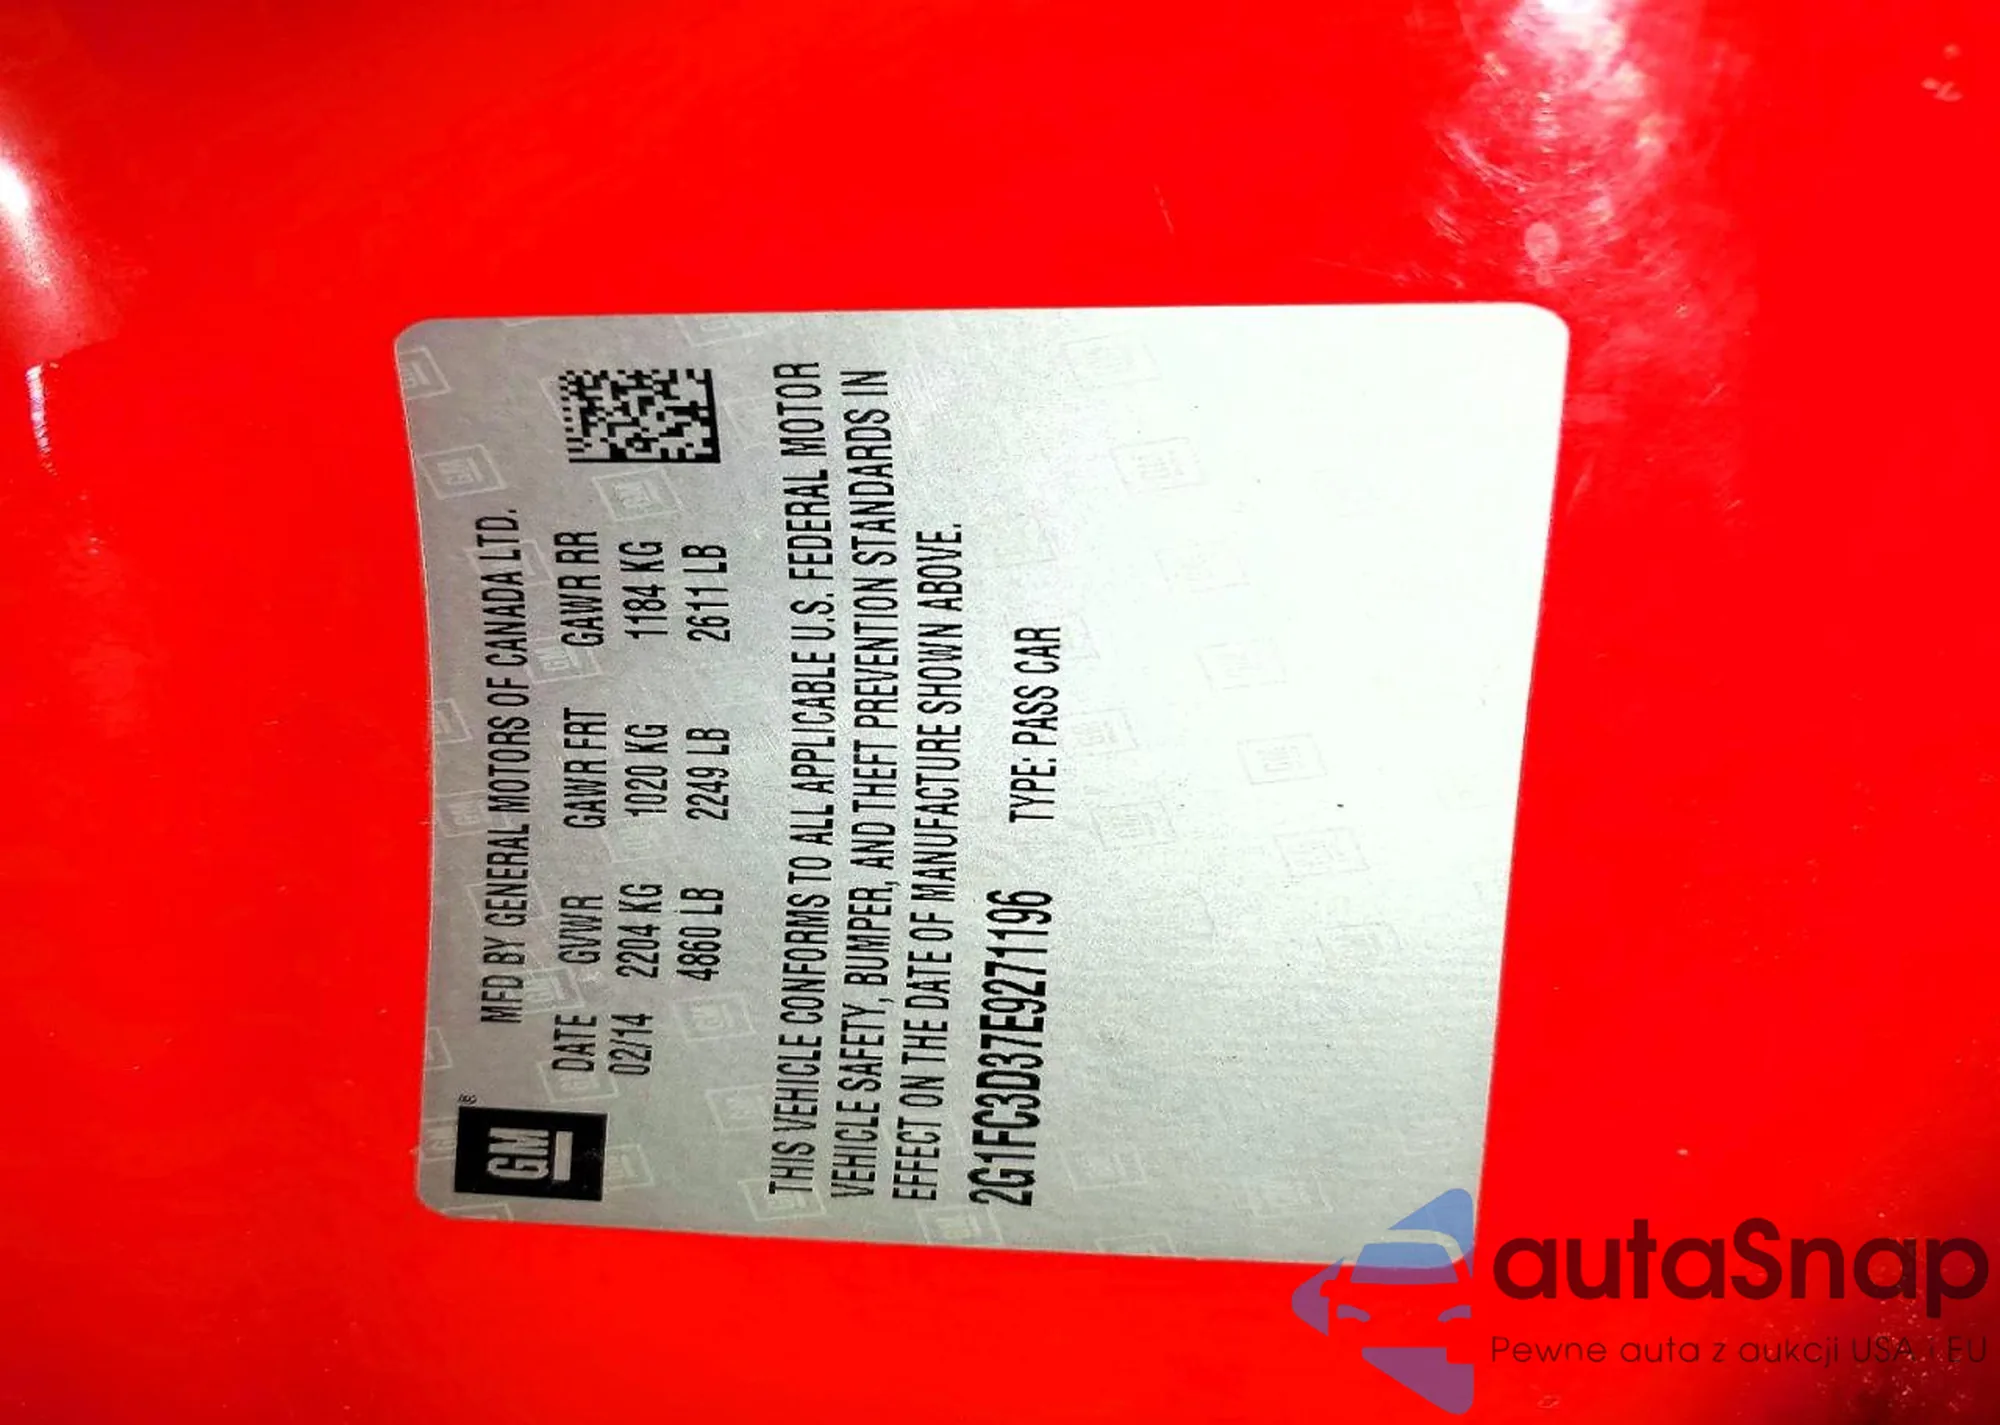 GM ®
MFD BY GENERAL MOTORS OF CANADA LTD.
DATE GVWR GAWR FRT GAWR RR
02/14 2204 KG 1020 KG 1184 KG
4860 LB 2249 LB 2611 LB
THIS VEHICLE CONFORMS TO ALL APPLICABLE U.S. FEDERAL MOTOR
VEHICLE SAFETY, BUMPER, AND THEFT PREVENTION STANDARDS IN
EFFECT ON THE DATE OF MANUFACTURE SHOWN ABOVE.
2G1FC3D37E9271196 TYPE: PASS CAR
autaSnap
Pewne auta z aukcji USA i EU